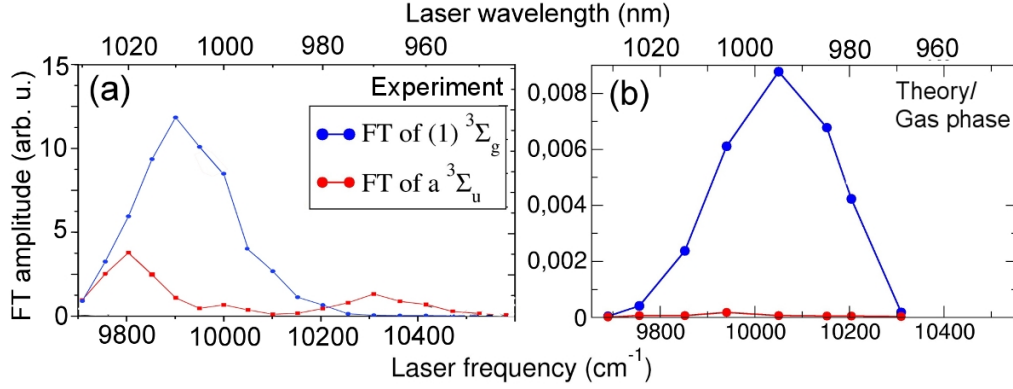 Laser wavelength (nm)
1020 1000 980 960
1020 1000 980 960
15
10
5
0
FT amplitude (arb. u.)
(a)
Experiment
FT of (1) ³Σg
FT of a ³Σu
9800 10000 10200 10400
0,008
0,006
0,004
0,002
0
(b)
Theory/
Gas phase
9800 10000 10200 10400
Laser frequency (cm⁻¹)